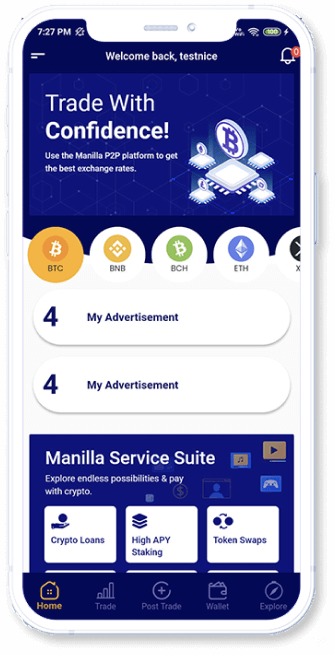 7:27 PM
100
Welcome back, testnice
0
Trade With
Confidence!
Use the Manilla P2P platform to get
the best exchange rates.
BTC
BNB
BCH
ETH
X
4 My Advertisement
4 My Advertisement
Manilla Service Suite
Explore endless possibilities & pay
with crypto.
Crypto Loans
High APY
Staking
Token Swaps
Home
Trade
Post Trade
Wallet
Explore